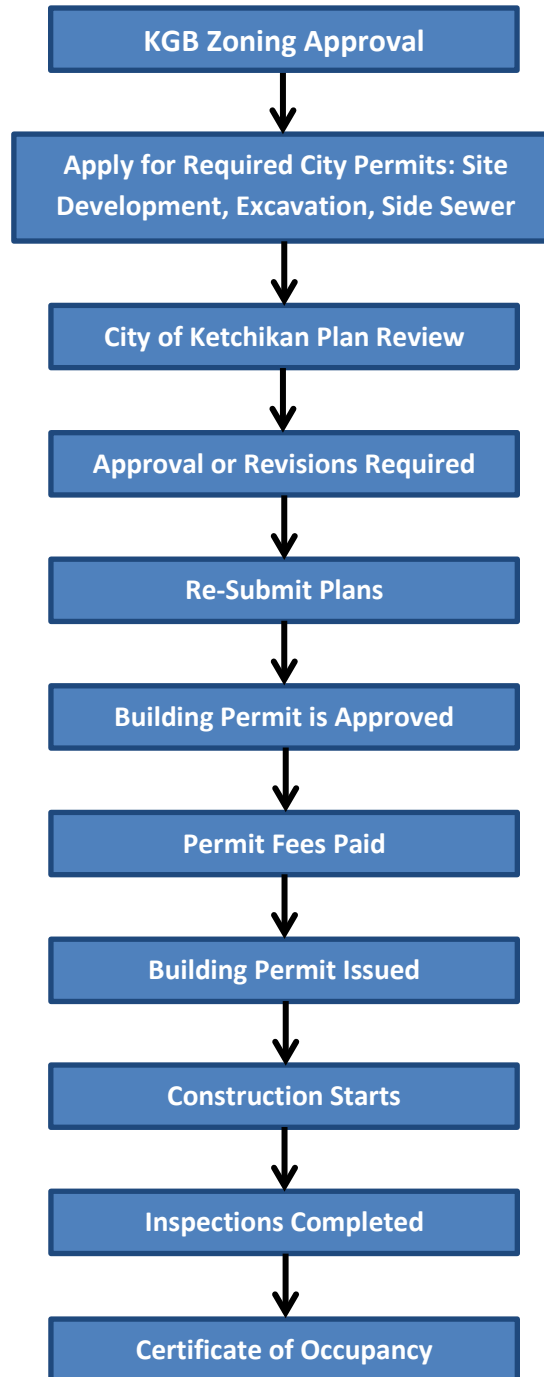 KGB Zoning Approval
Apply for Required City Permits: Site
Development, Excavation, Side Sewer
City of Ketchikan Plan Review
Approval or Revisions Required
Re-Submit Plans
Building Permit is Approved
Permit Fees Paid
Building Permit Issued
Construction Starts
Inspections Completed
Certificate of Occupancy